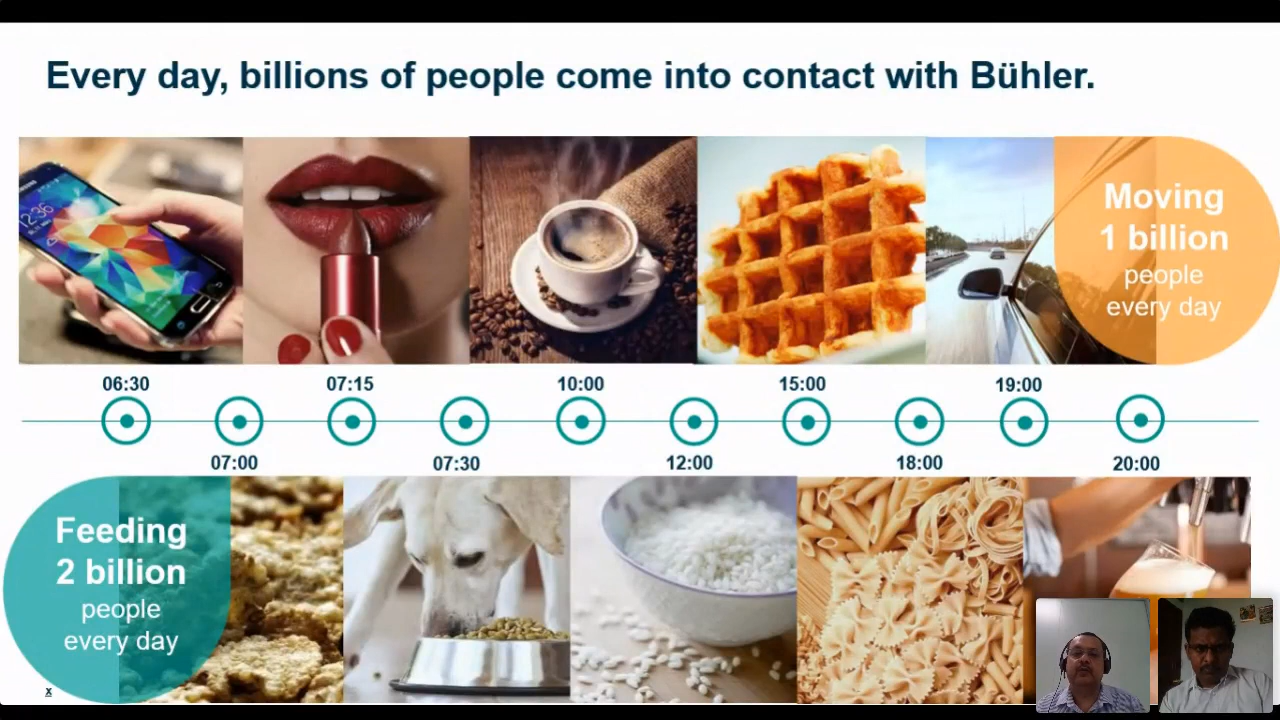 Every day, billions of people come into contact with Bühler.
12:36
Moving
1 billion
people
every day
06:30
07:15
10:00
15:00
19:00
07:00
07:30
12:00
18:00
20:00
Feeding
2 billion
people
every day
x